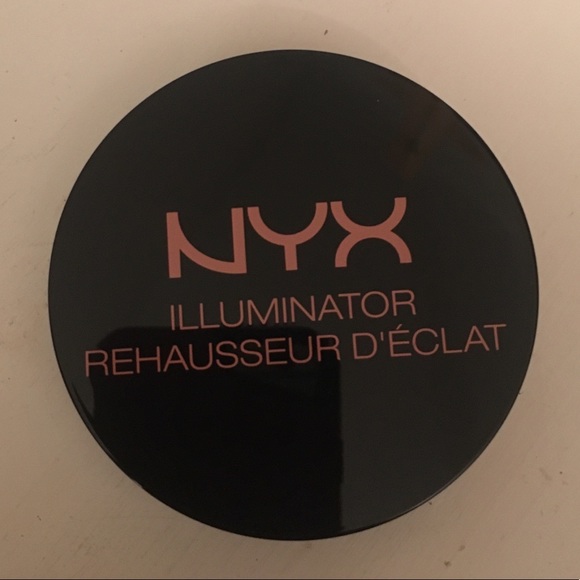 NYX
ILLUMINATOR
REHAUSSEUR D'ÉCLAT